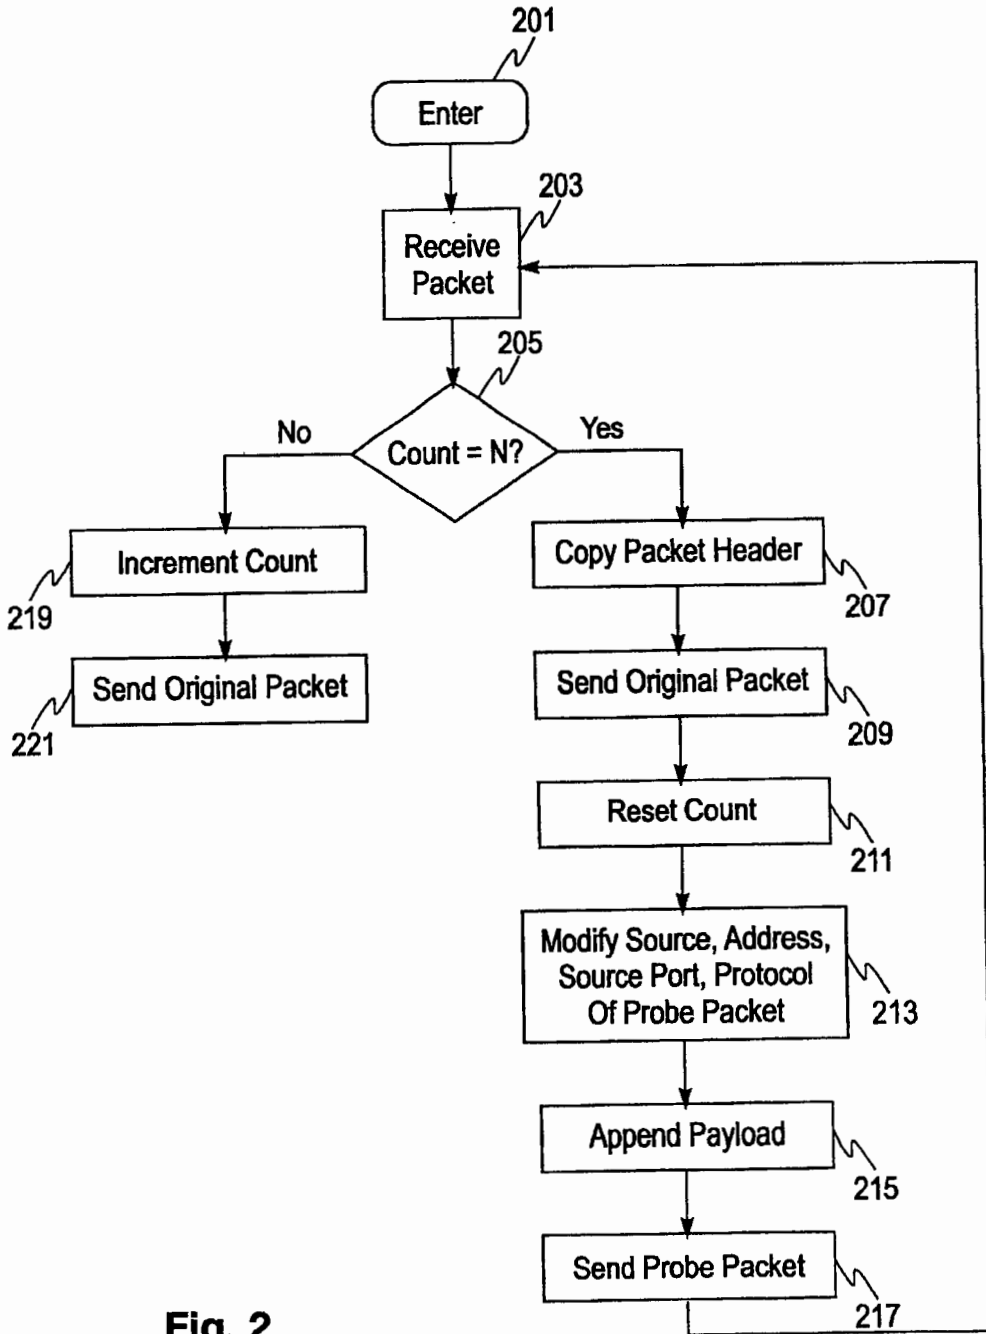 201
Enter
203
Receive
Packet
205
No
Count = N?
Yes
Increment Count
219
Copy Packet Header
207
Send Original Packet
221
Send Original Packet
209
Reset Count
211
Modify Source, Address,
Source Port, Protocol
Of Probe Packet
213
Append Payload
215
Send Probe Packet
217
Fig. 2